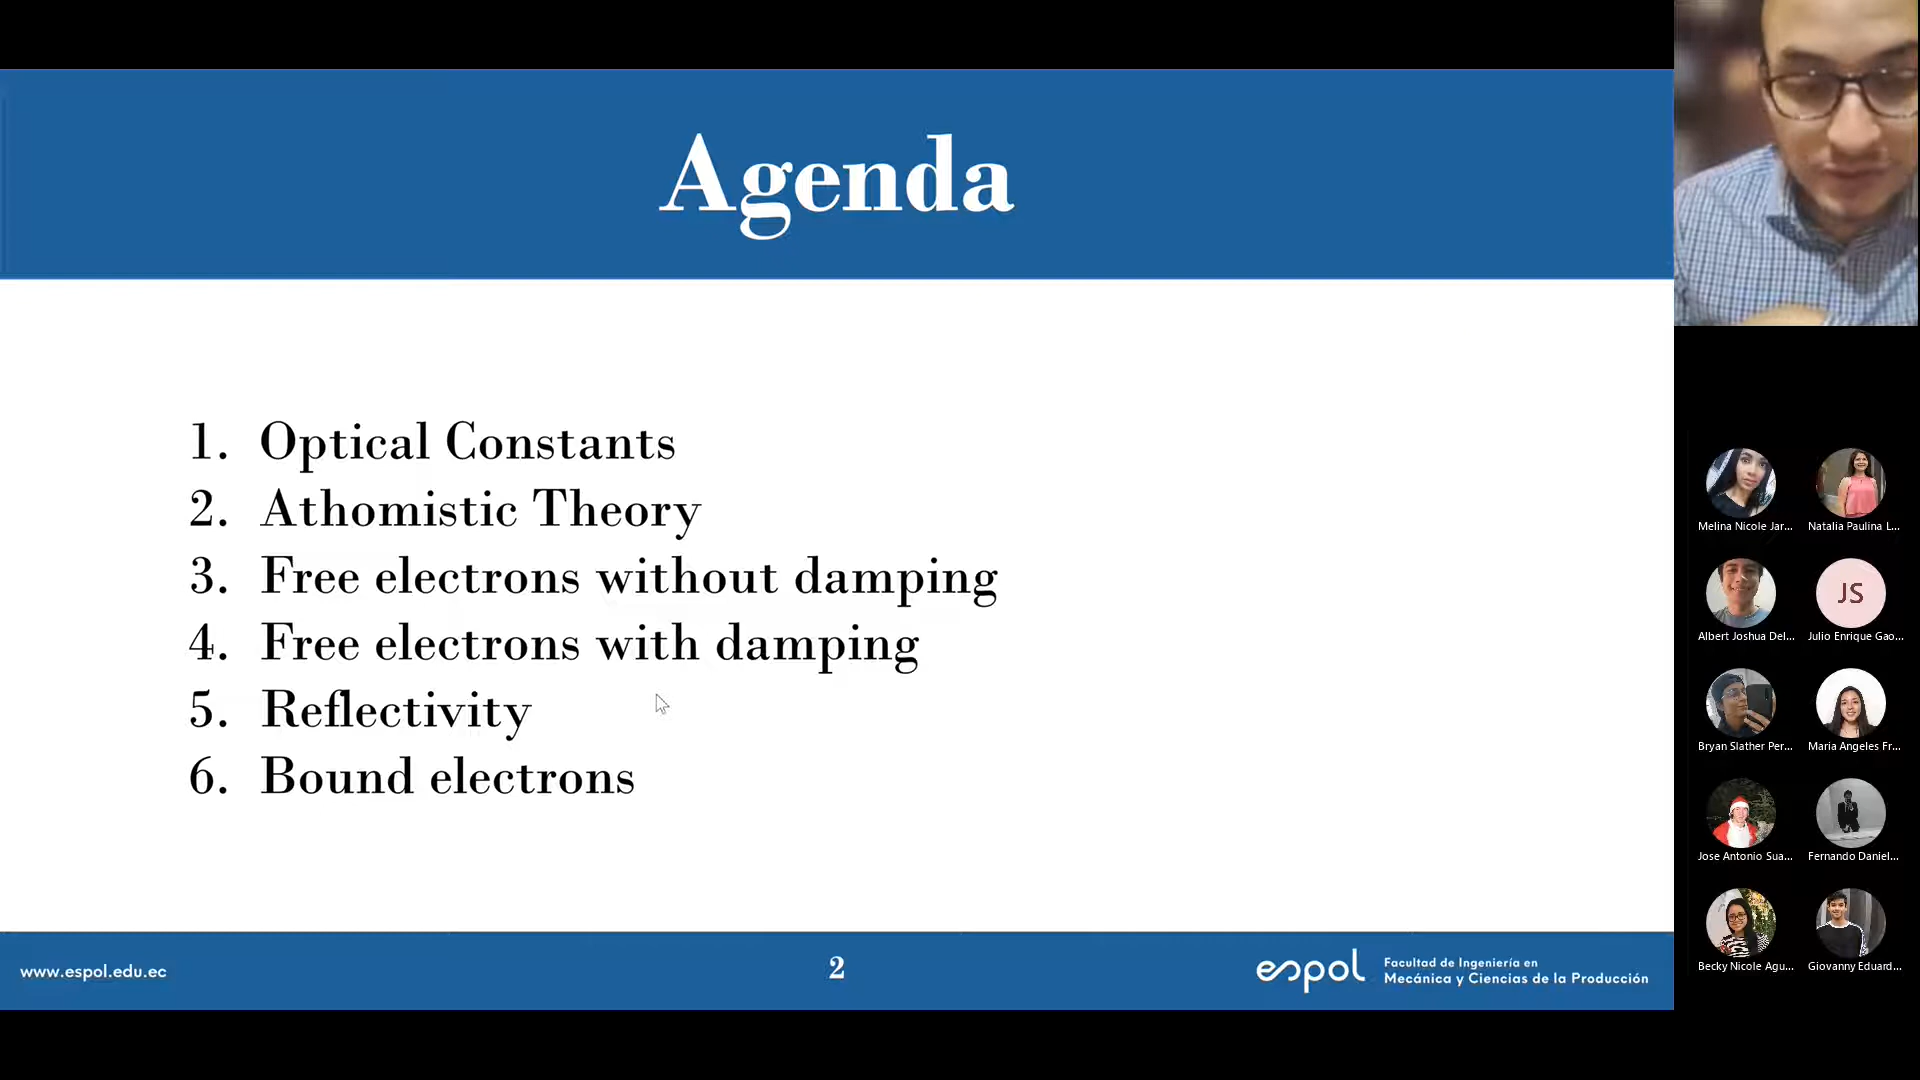 Agenda
1. Optical Constants
2. Athomistic Theory
3. Free electrons without damping
4. Free electrons with damping
5. Reflectivity
6. Bound electrons
www.espol.edu.ec
2
espol
Facultad de Ingeniería en
Mecánica y Ciencias de la Producción
Melina Nicole Jar...
Natalia Paulina L...
Albert Joshua Del...
JS
Julio Enrique Gao...
Bryan Slather Per...
Maria Angeles Fr...
Jose Antonio Sua...
Fernando Daniel...
Becky Nicole Agu...
Giovanny Eduard...